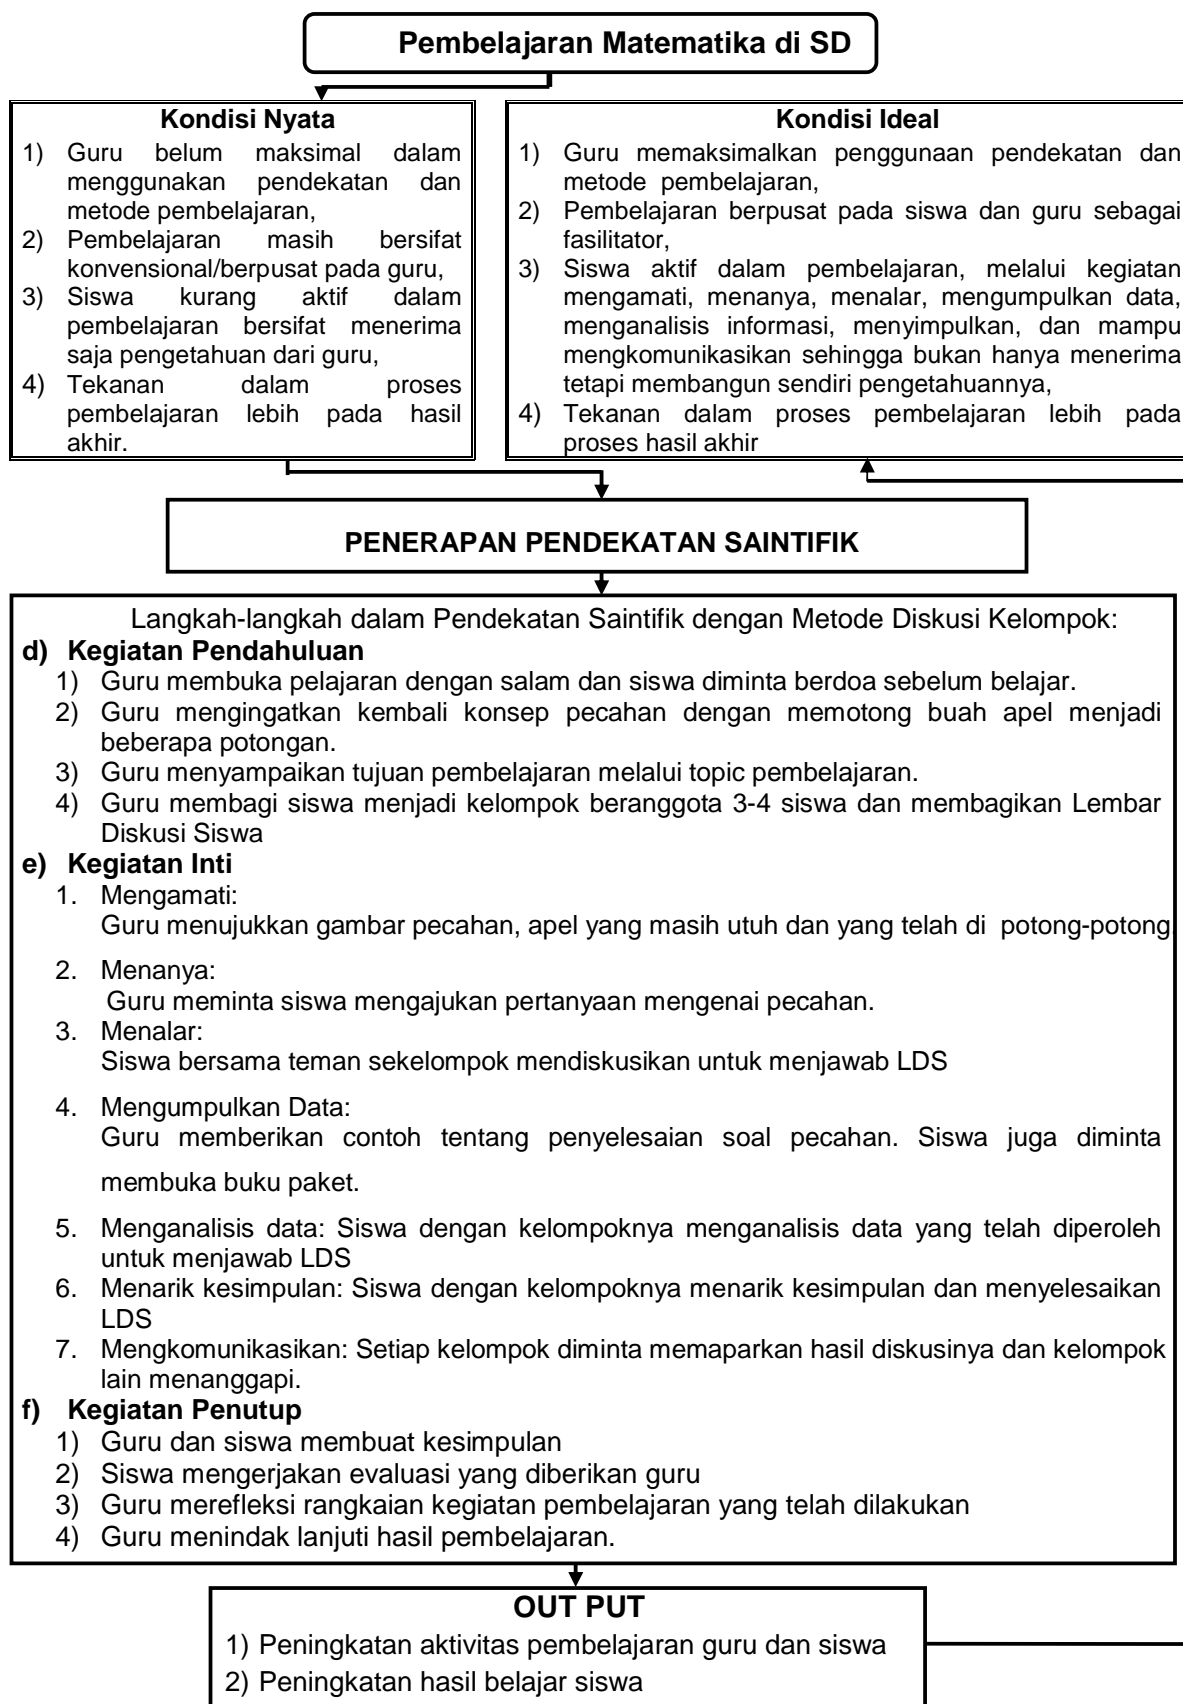 Pembelajaran Matematika di SD
Kondisi Nyata
1) Guru belum maksimal dalam
menggunakan pendekatan dan
metode pembelajaran,
2) Pembelajaran masih bersifat
konvensional/berpusat pada guru,
3) Siswa kurang aktif dalam
pembelajaran bersifat menerima
saja pengetahuan dari guru,
4) Tekanan dalam proses
pembelajaran lebih pada hasil
akhir.
Kondisi Ideal
1) Guru memaksimalkan penggunaan pendekatan dan
metode pembelajaran,
2) Pembelajaran berpusat pada siswa dan guru sebagai
fasilitator,
3) Siswa aktif dalam pembelajaran, melalui kegiatan
mengamati, menanya, menalar, mengumpulkan data,
menganalisis informasi, menyimpulkan, dan mampu
mengkomunikasikan sehingga bukan hanya menerima
tetapi membangun sendiri pengetahuannya,
4) Tekanan dalam proses pembelajaran lebih pada
proses hasil akhir
PENERAPAN PENDEKATAN SAINTIFIK
Langkah-langkah dalam Pendekatan Saintifik dengan Metode Diskusi Kelompok:
d) Kegiatan Pendahuluan
1) Guru membuka pelajaran dengan salam dan siswa diminta berdoa sebelum belajar.
2) Guru mengingatkan kembali konsep pecahan dengan memotong buah apel menjadi
beberapa potongan.
3) Guru menyampaikan tujuan pembelajaran melalui topic pembelajaran.
4) Guru membagi siswa menjadi kelompok beranggota 3-4 siswa dan membagikan Lembar
Diskusi Siswa
e) Kegiatan Inti
1. Mengamati:
Guru menujukkan gambar pecahan, apel yang masih utuh dan yang telah di potong-potong.
2. Menanya:
Guru meminta siswa mengajukan pertanyaan mengenai pecahan.
3. Menalar:
Siswa bersama teman sekelompok mendiskusikan untuk menjawab LDS
4. Mengumpulkan Data:
Guru memberikan contoh tentang penyelesaian soal pecahan. Siswa juga diminta
membuka buku paket.
5. Menganalisis data: Siswa dengan kelompoknya menganalisis data yang telah diperoleh
untuk menjawab LDS
6. Menarik kesimpulan: Siswa dengan kelompoknya menarik kesimpulan dan menyelesaikan
LDS
7. Mengkomunikasikan: Setiap kelompok diminta memaparkan hasil diskusinya dan kelompok
lain menanggapi.
f) Kegiatan Penutup
1) Guru dan siswa membuat kesimpulan
2) Siswa mengerjakan evaluasi yang diberikan guru
3) Guru merefleksi rangkaian kegiatan pembelajaran yang telah dilakukan
4) Guru menindak lanjuti hasil pembelajaran.
OUT PUT
1) Peningkatan aktivitas pembelajaran guru dan siswa
2) Peningkatan hasil belajar siswa